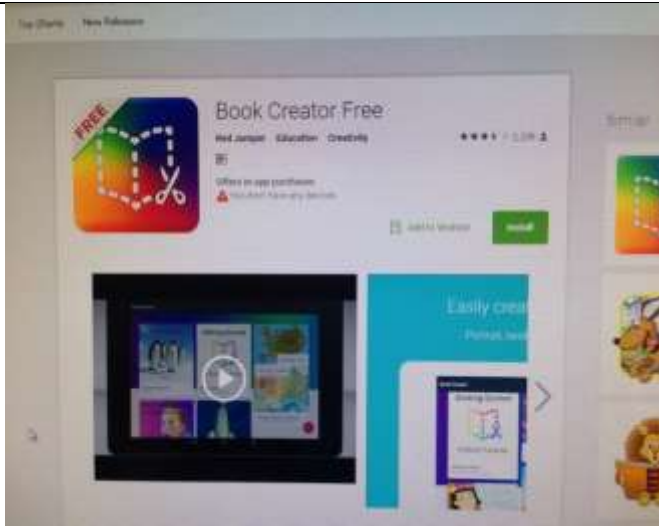 Top Charts New Releases
FREE
Book Creator Free
Red Jumper Education Creativity
Offers in-app purchases
You don't have any devices
Add to Wishlist Install
Easily crea
Similar